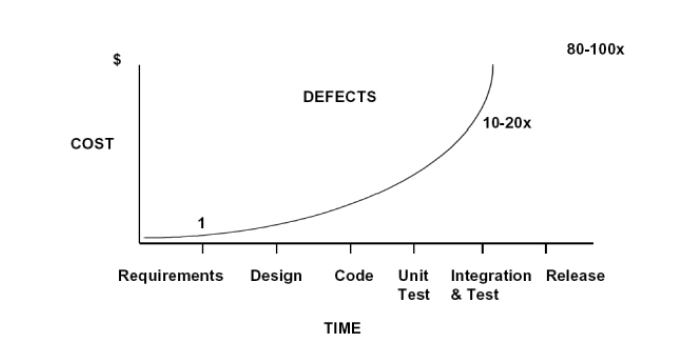 80-100x
$
DEFECTS
10-20x
COST
1
Requirements Design Code Unit Test Integration & Test Release
TIME